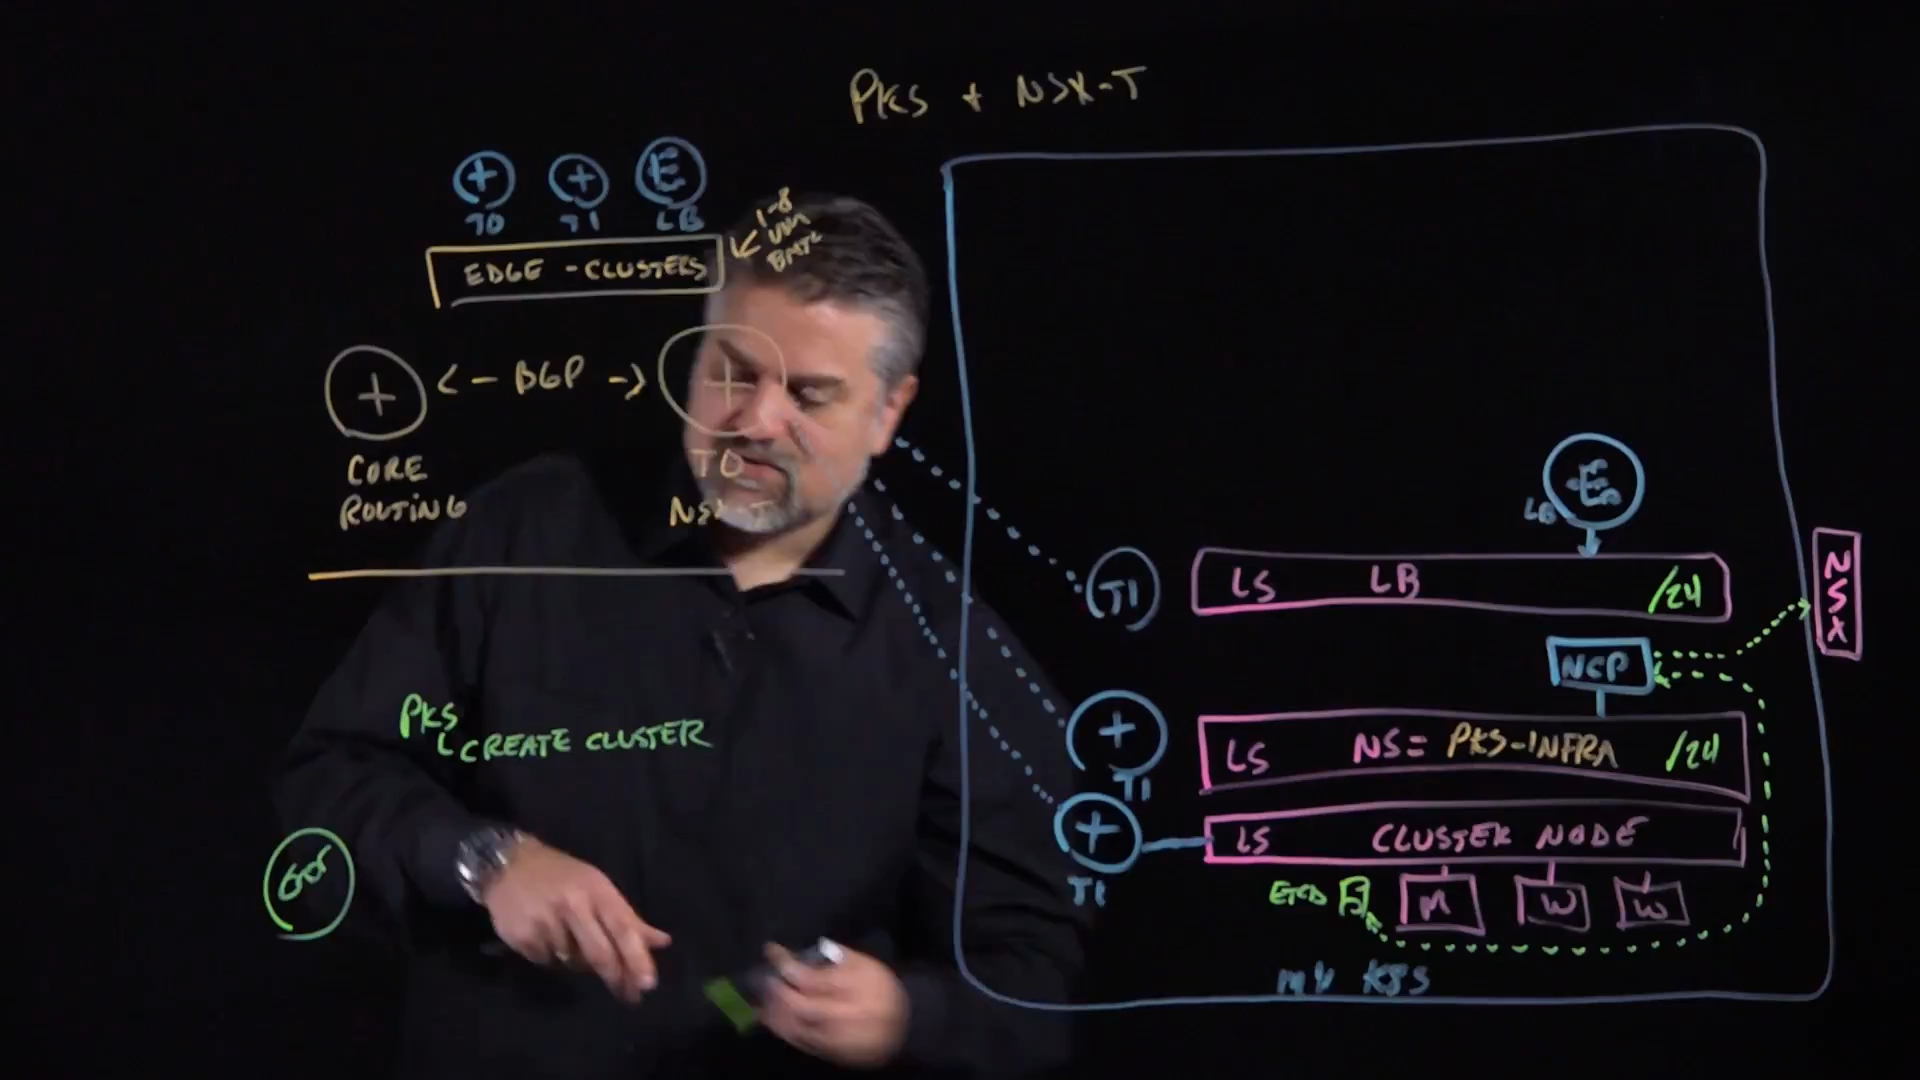 PKS + NSX-T
T0 T1 LB
EDGE - CLUSTERS
1-8
VM
<- BGP ->
CORE
ROUTING
T0
NSX-T
PKS
CREATE CLUSTER
E
LB
T1
LS LB /24
NSX
NCP
T1
LS NS= PKS-INFRA /24
LS CLUSTER NODE
T1
ETCD
M W W
MY K8S